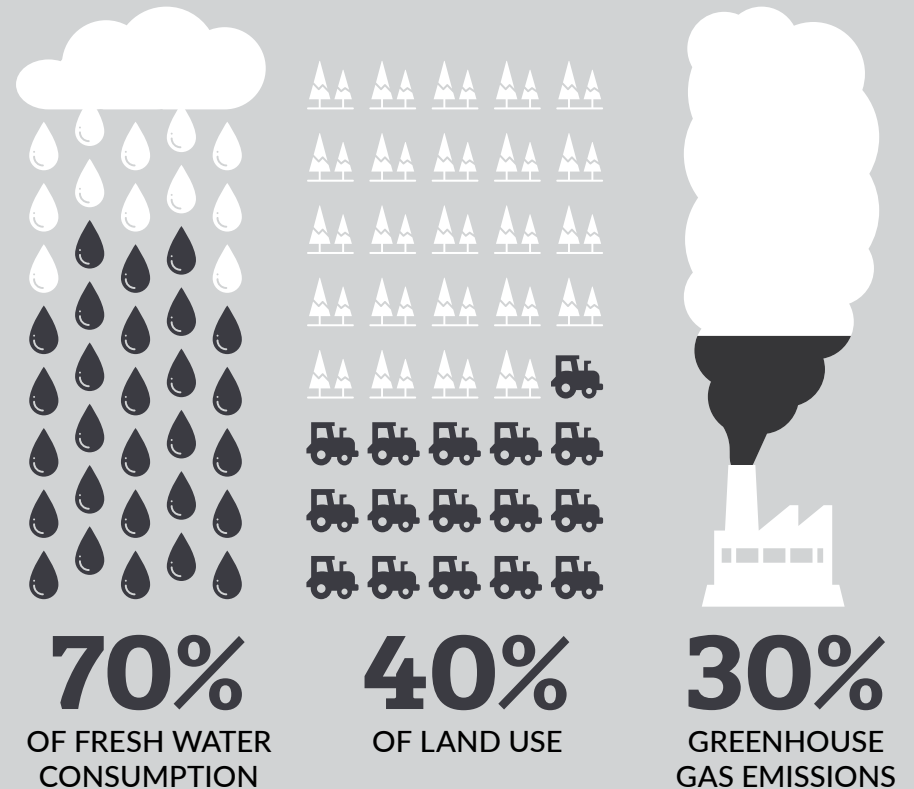 70%
OF FRESH WATER
CONSUMPTION
40%
OF LAND USE
30%
GREENHOUSE
GAS EMISSIONS